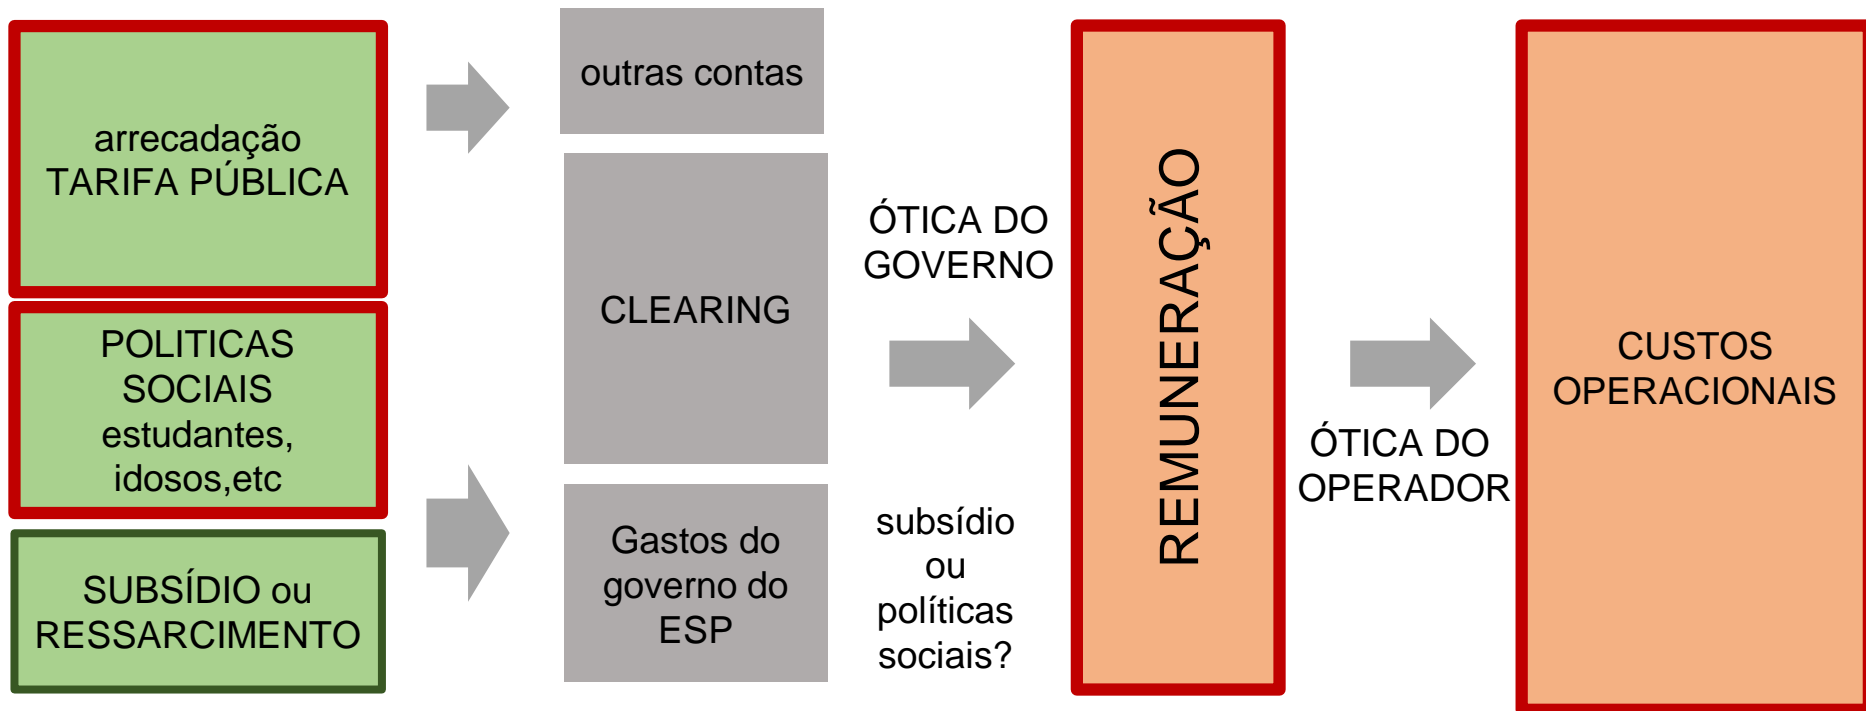 arrecadação
TARIFA PÚBLICA
POLITICAS
SOCIAIS
estudantes,
idosos,etc
SUBSÍDIO ou
RESSARCIMENTO
outras contas
CLEARING
Gastos do
governo do
ESP
ÓTICA DO
GOVERNO
subsídio
ou
políticas
sociais?
REMUNERAÇÃO
ÓTICA DO
OPERADOR
CUSTOS
OPERACIONAIS